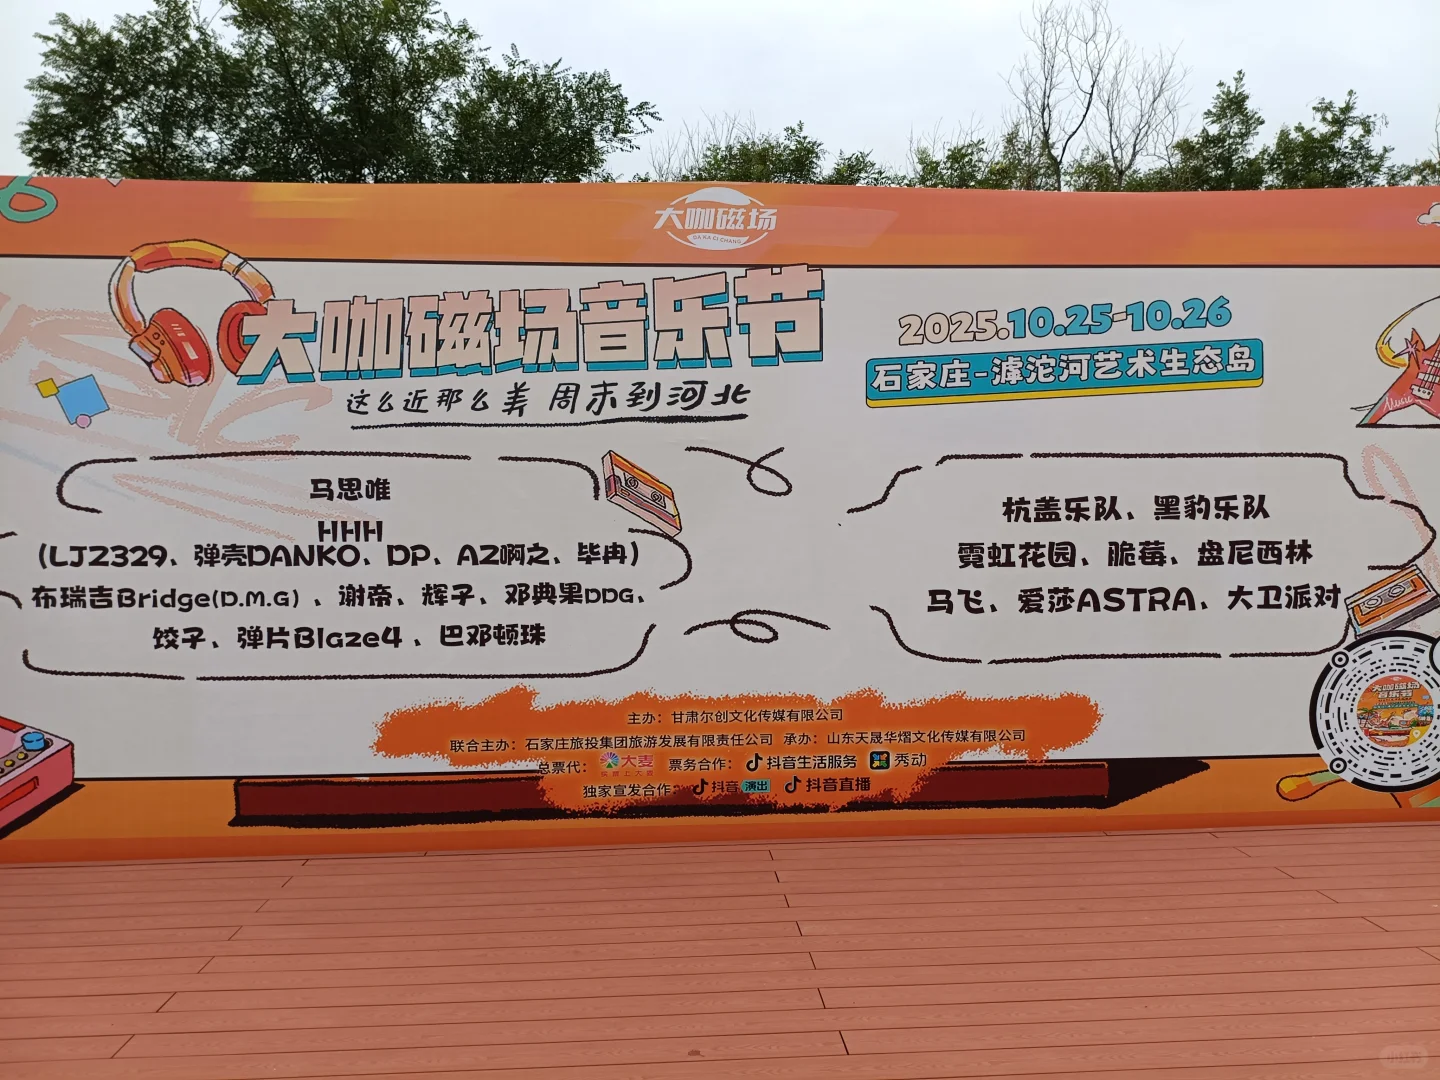 大咖磁场
DA KA CI CHANG
大咖磁场音乐节
这么近那么美 周末到河北
2025.10.25-10.26
石家庄-滹沱河艺术生态岛
马思唯
HHH
(LJ2329、弹壳DANKO、DP、AZ啊之、毕冉)
布瑞吉Bridge(D.M.G) 、谢帝、辉子、邓典果DDG、
饺子、弹片Blaze4 、巴邓顿珠
杭盖乐队、黑豹乐队
霓虹花园、脆莓、盘尼西林
马飞、爱莎ASTRA、大卫派对
Music
大咖磁场
音乐节
主办：甘肃尔创文化传媒有限公司
联合主办：石家庄旅投集团旅游发展有限责任公司 承办：山东天晟华熠文化传媒有限公司
总票代： 大麦 票务合作： 抖音生活服务 秀动
独家宣发合作： 抖音 演出 抖音直播